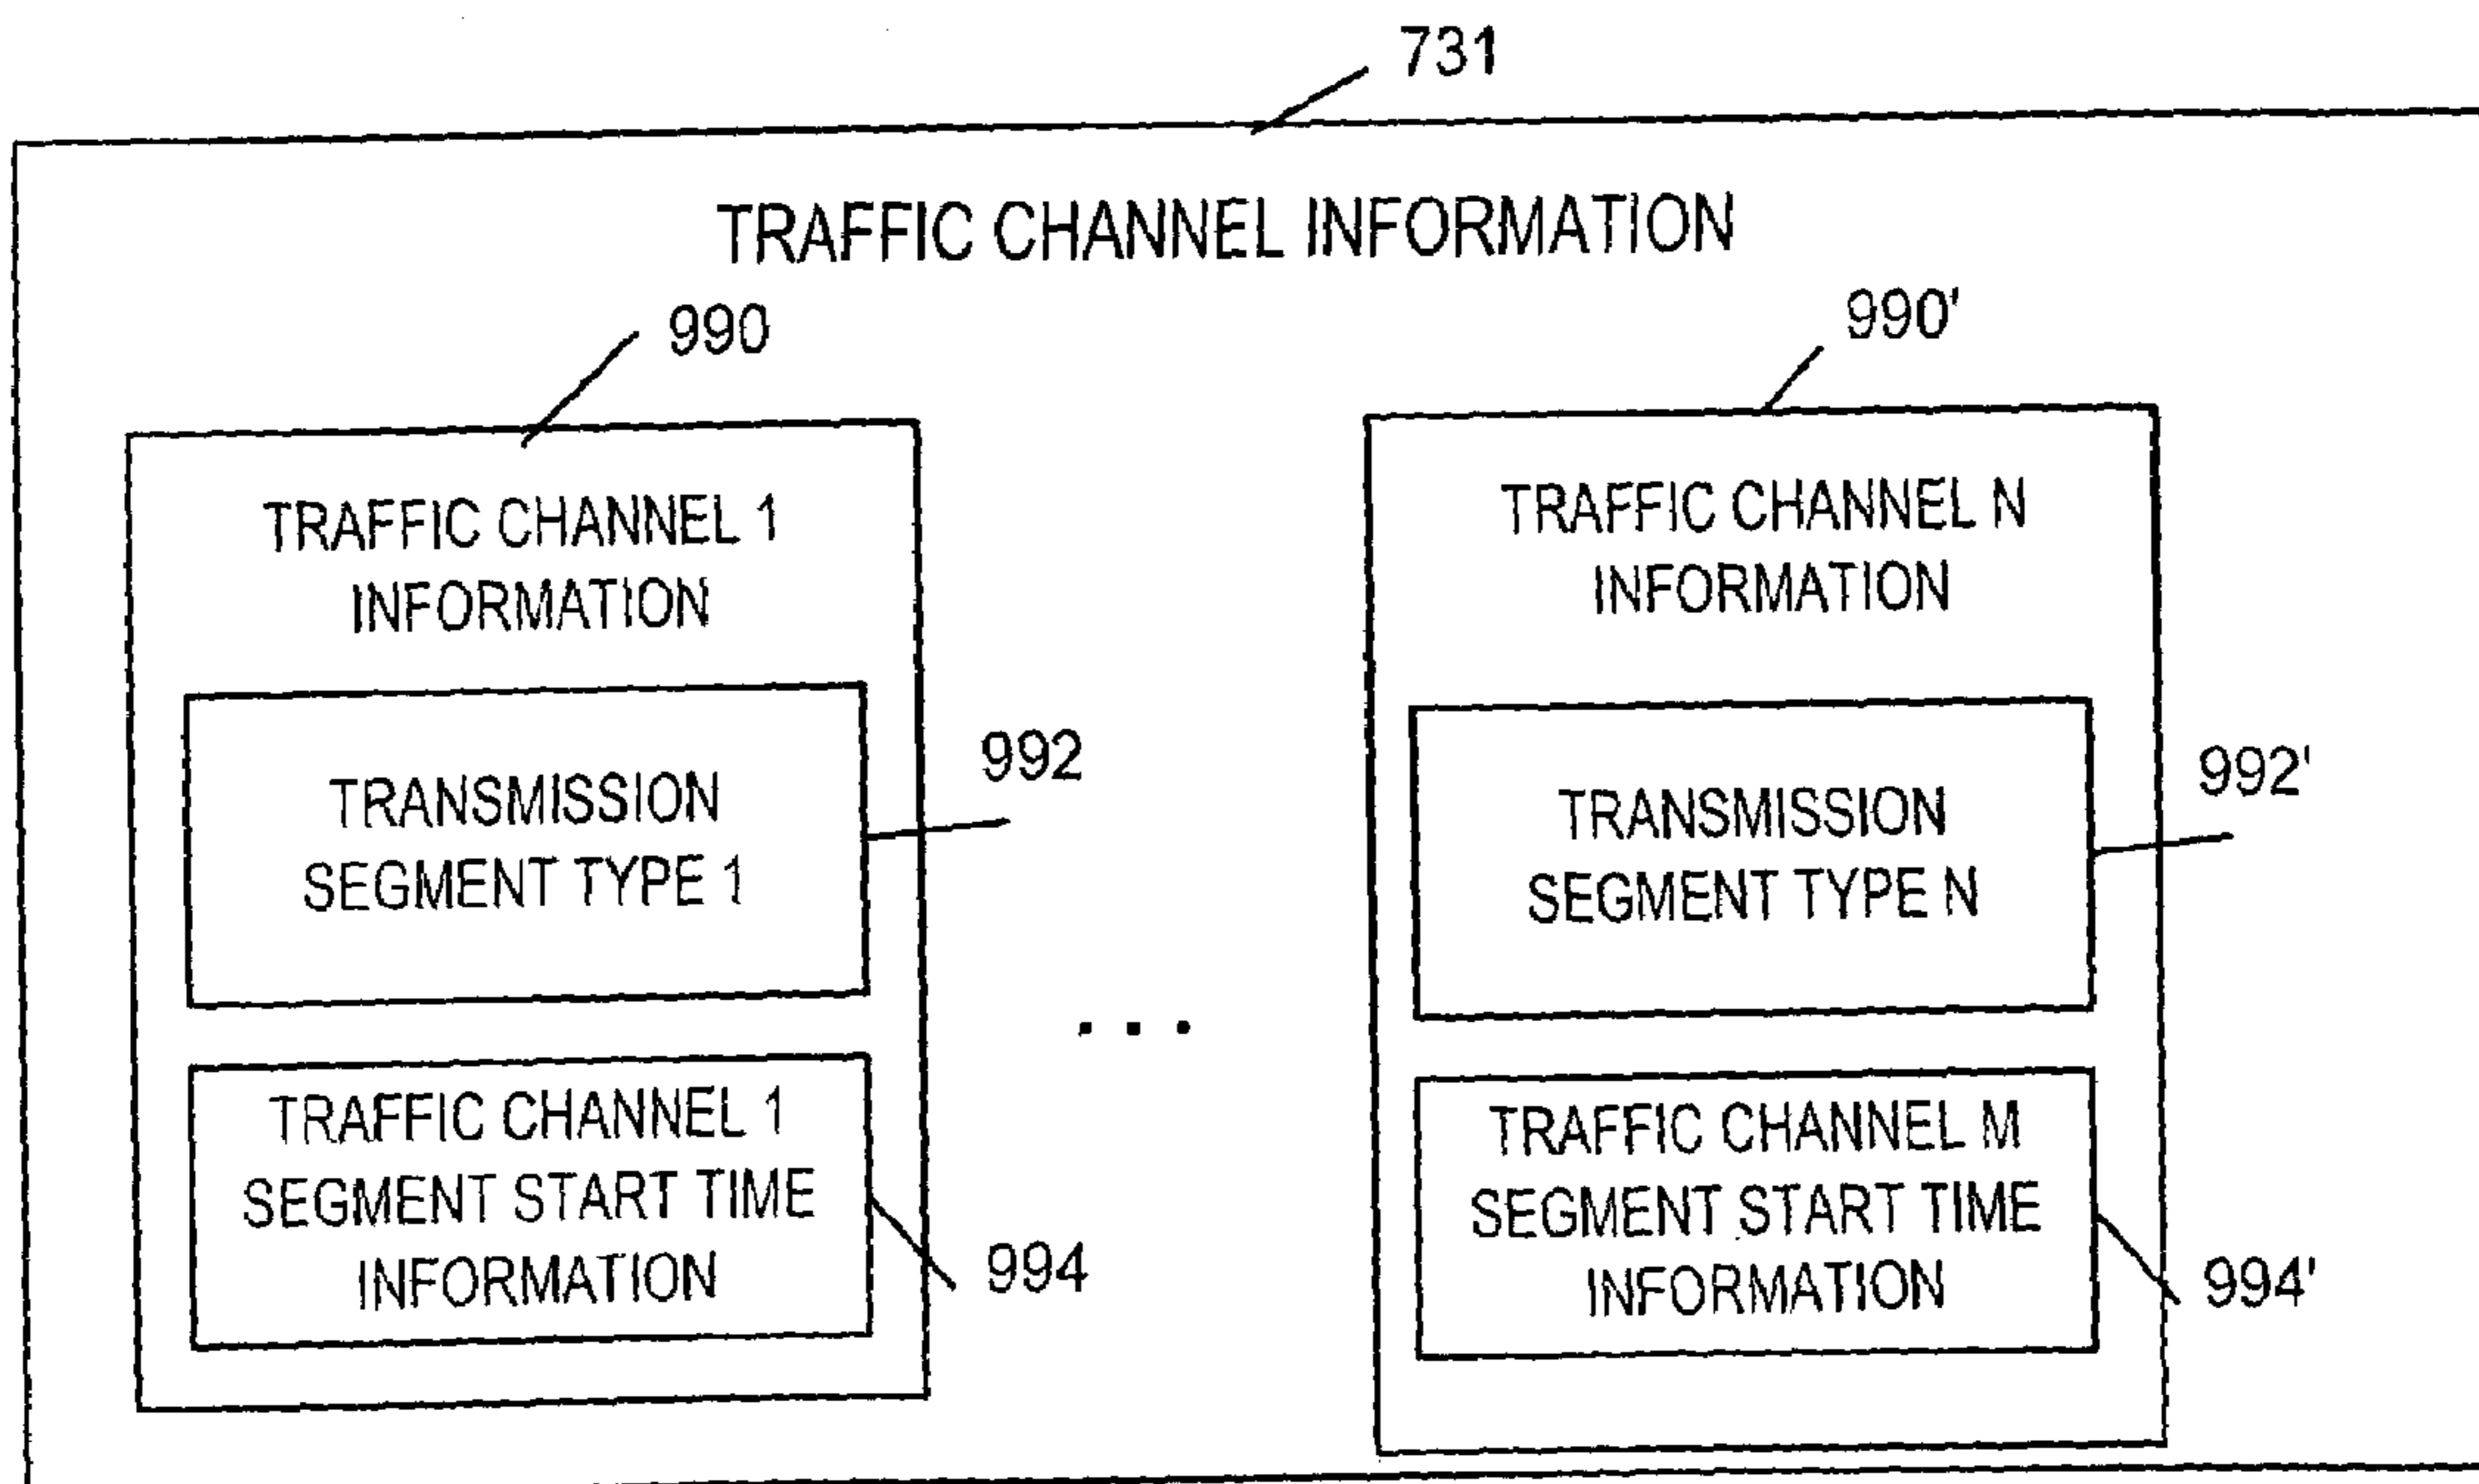 731
TRAFFIC CHANNEL INFORMATION
990
TRAFFIC CHANNEL 1
INFORMATION
TRANSMISSION
SEGMENT TYPE 1
992
TRAFFIC CHANNEL 1
SEGMENT START TIME
INFORMATION
994
. . .
990'
TRAFFIC CHANNEL N
INFORMATION
TRANSMISSION
SEGMENT TYPE N
992'
TRAFFIC CHANNEL M
SEGMENT START TIME
INFORMATION
994'